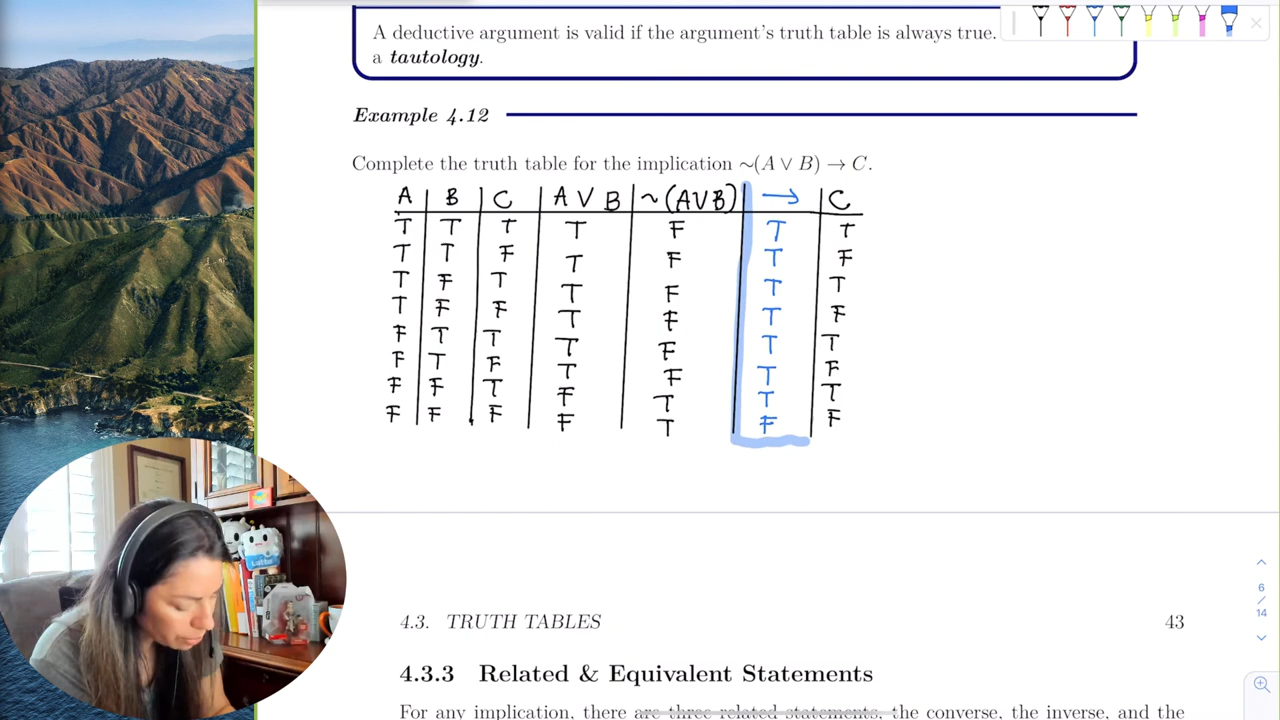 A deductive argument is valid if the argument's truth table is always true.
a tautology.
Example 4.12
Complete the truth table for the implication ∼(A ∨ B) → C.
A B C A ∨ B ~(A∨B) → C
T T T T F T T
T T F T F T F
T F T T F T T
T F F T F T F
F T T T F T T
F T F T F T F
F F T F T T T
F F F F T F F
6
/
14
4.3. TRUTH TABLES 43
4.3.3 Related & Equivalent Statements
For any implication, there are three related statements, the converse, the inverse, and the